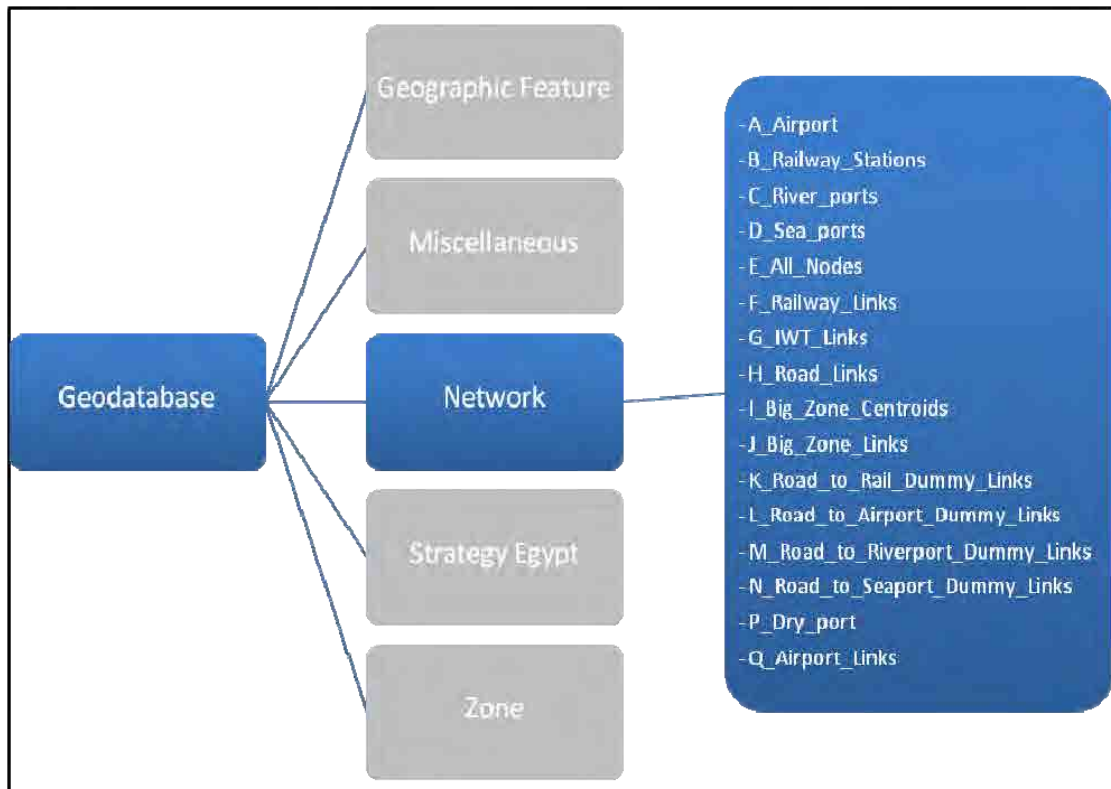 Geodatabase
Geographic Feature
Miscellaneous
Network
Strategy Egypt
Zone
-A_Airport
-B_Railway_Stations
-C_River_ports
-D_Sea_ports
-E_All_Nodes
-F_Railway_Links
-G_IWT_Links
-H_Road_Links
-I_Big_Zone_Centroids
-J_Big_Zone_Links
-K_Road_to_Rail_Dummy_Links
-L_Road_to_Airport_Dummy_Links
-M_Road_to_Riverport_Dummy_Links
-N_Road_to_Seaport_Dummy_Links
-P_Dry_port
-Q_Airport_Links